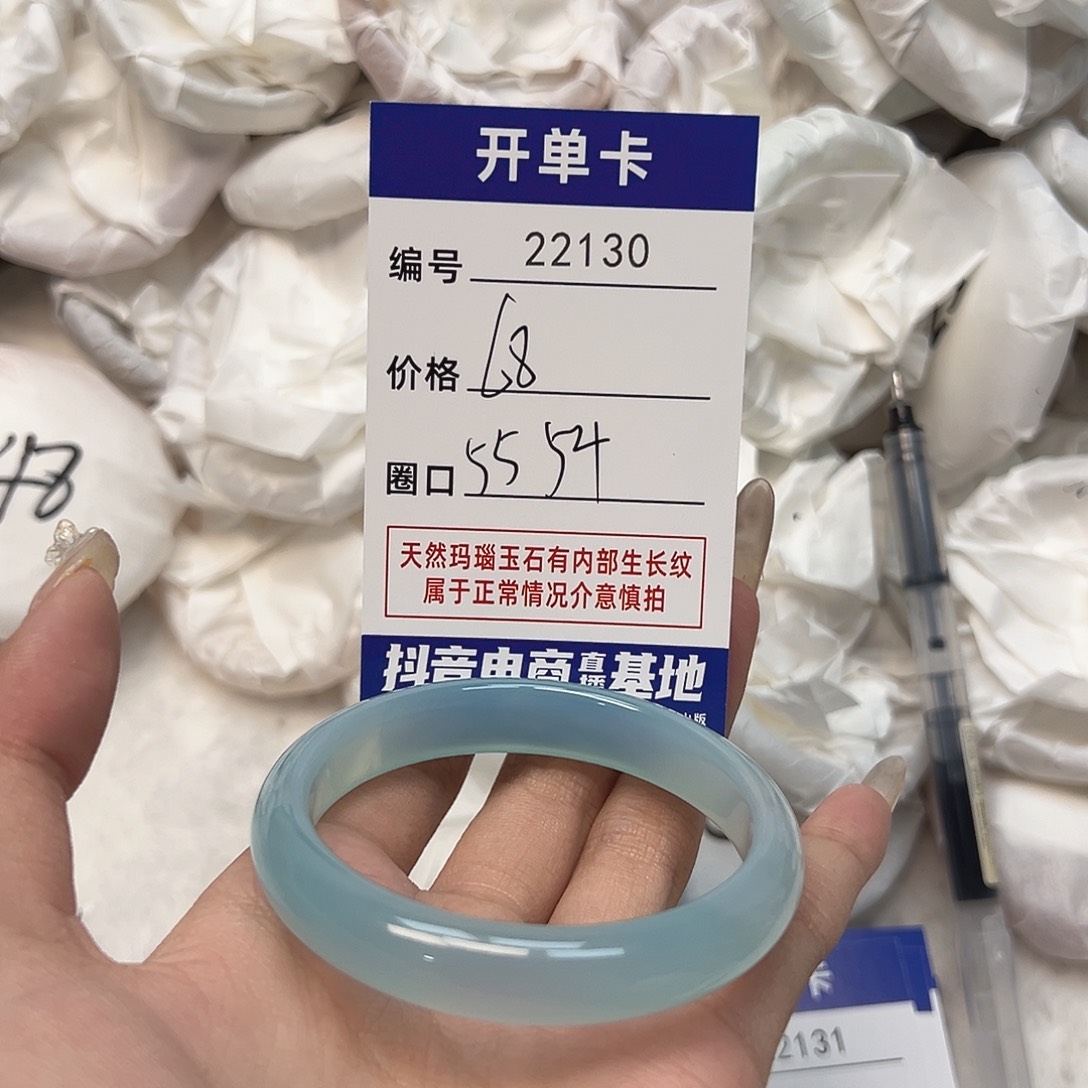 开单卡
编号 22130
价格 68
圈口 55 54
天然玛瑙玉石有内部生长纹
属于正常情况介意慎拍
抖音电商直播基地
版
48
2131